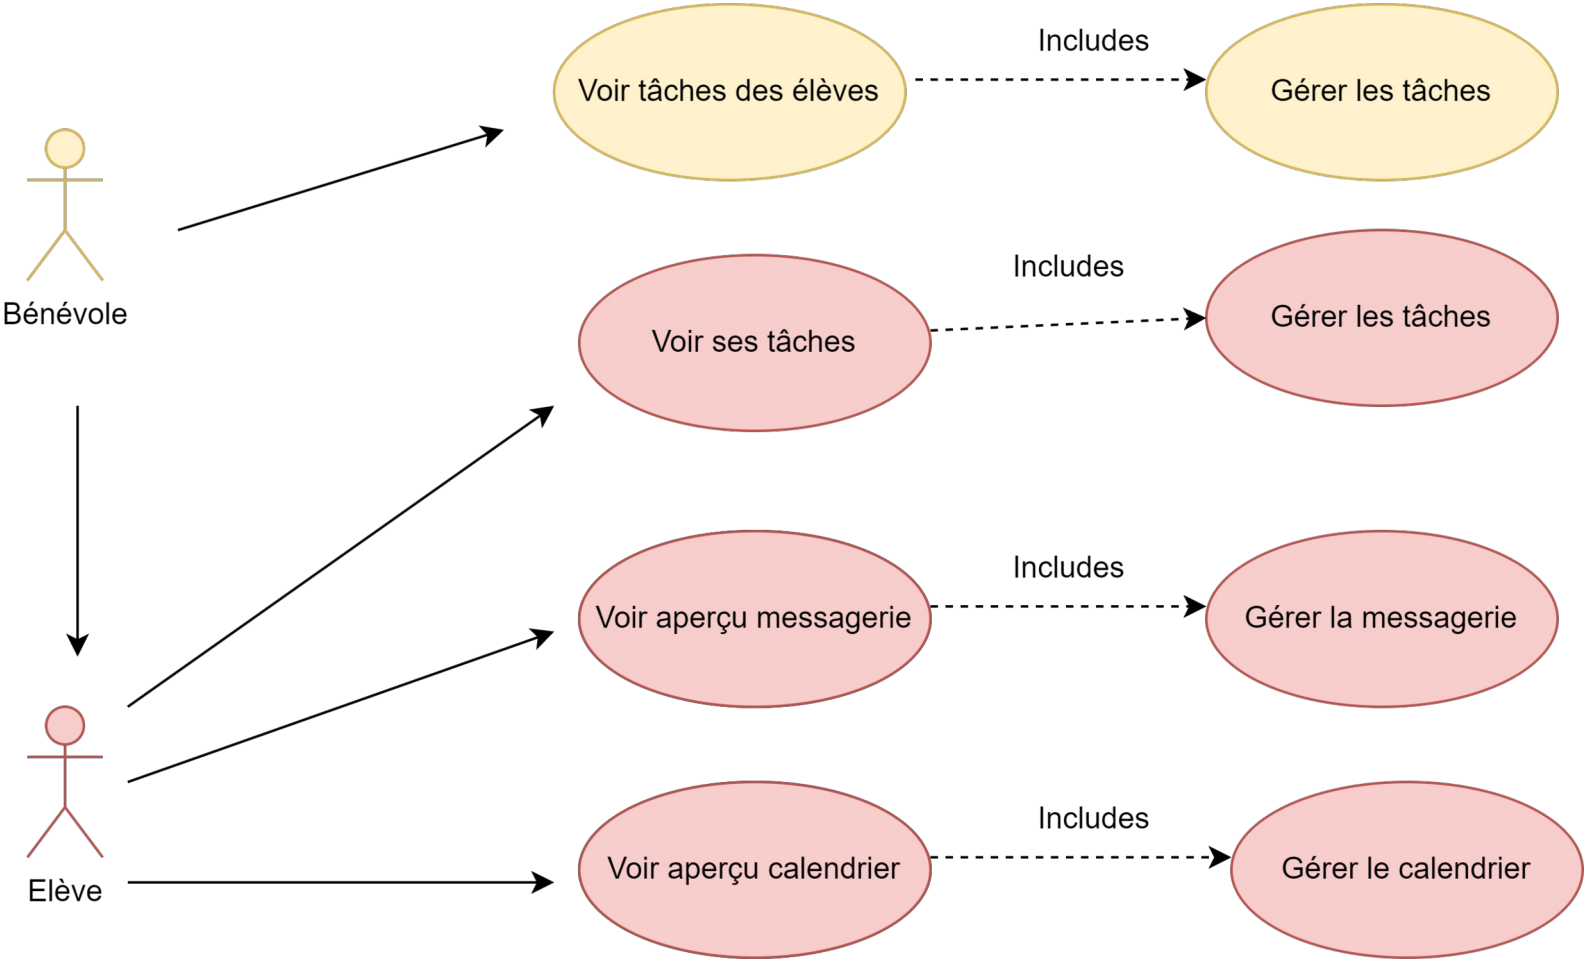 Includes
Voir tâches des élèves
Gérer les tâches
Bénévole
Includes
Voir ses tâches
Gérer les tâches
Includes
Voir aperçu messagerie
Gérer la messagerie
Includes
Voir aperçu calendrier
Gérer le calendrier
Elève